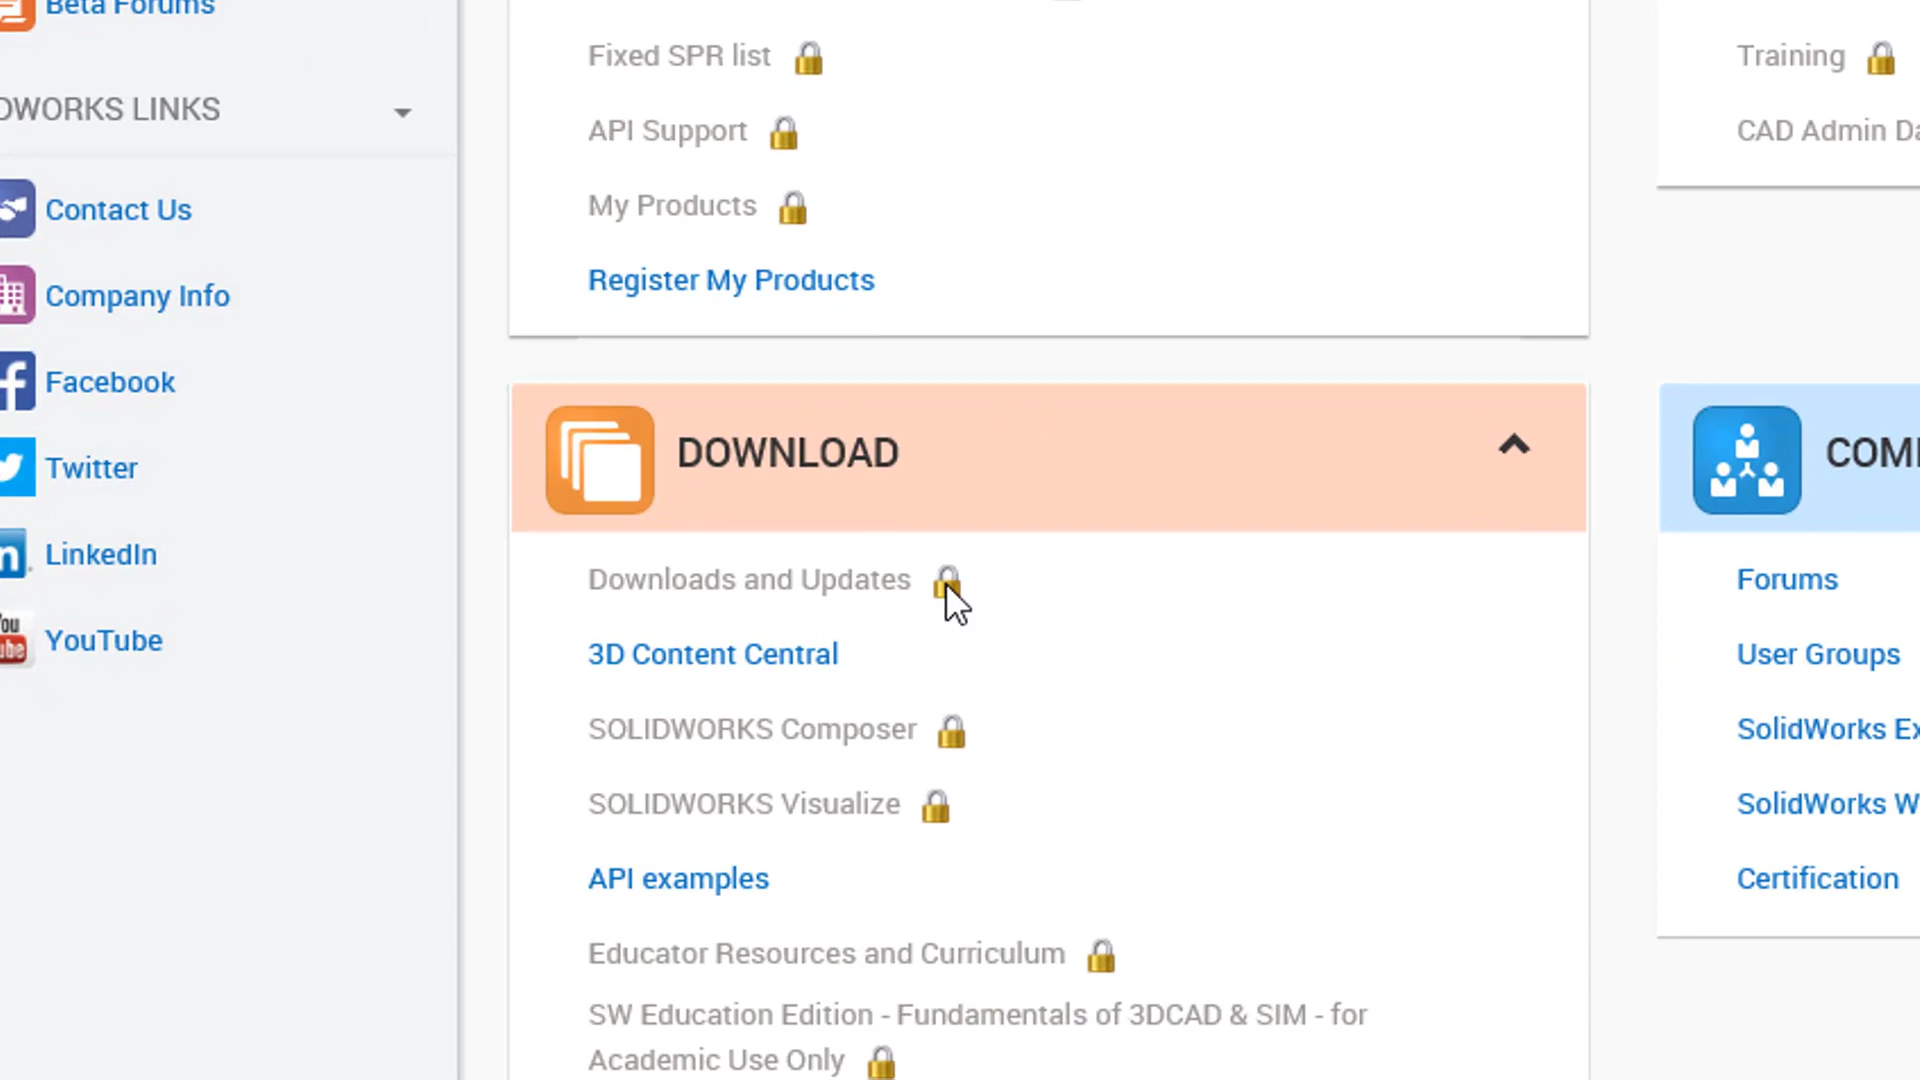 Beta Forums
DWORKS LINKS
Contact Us
Company Info
Facebook
Twitter
LinkedIn
YouTube
Fixed SPR list
API Support
My Products
Register My Products
DOWNLOAD
Downloads and Updates
3D Content Central
SOLIDWORKS Composer
SOLIDWORKS Visualize
API examples
Educator Resources and Curriculum
SW Education Edition - Fundamentals of 3DCAD & SIM - for
Academic Use Only
Training
CAD Admin Da
COM
Forums
User Groups
SolidWorks Ex
SolidWorks W
Certification